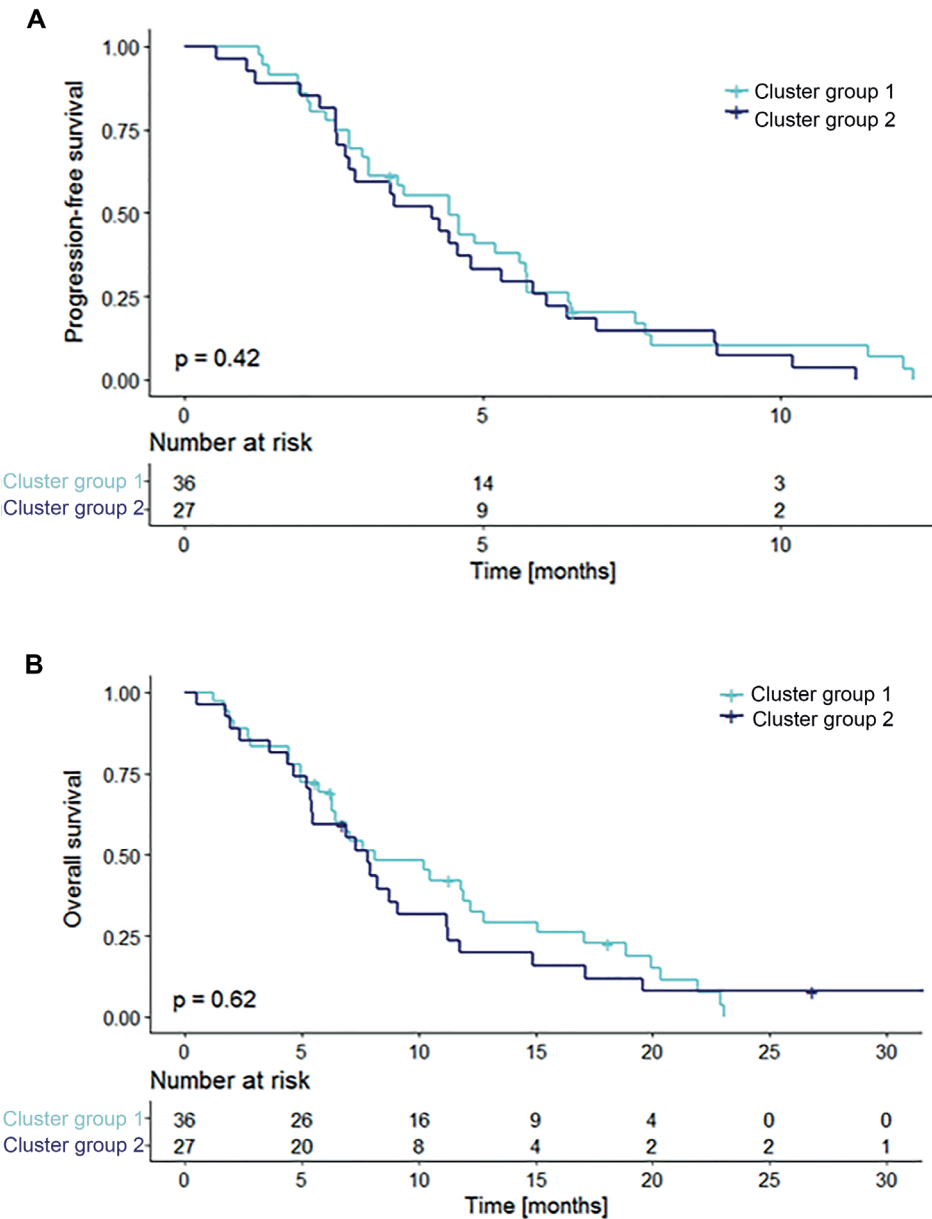 A
Progression-free survival
1.00
0.75
0.50
0.25
0.00
Cluster group 1
Cluster group 2
p = 0.42
0 5 10
Number at risk
Cluster group 1 36 14 3
Cluster group 2 27 9 2
0 5 10
Time [months]
B
Overall survival
1.00
0.75
0.50
0.25
0.00
Cluster group 1
Cluster group 2
p = 0.62
0 5 10 15 20 25 30
Number at risk
Cluster group 1 36 26 16 9 4 0 0
Cluster group 2 27 20 8 4 2 2 1
0 5 10 15 20 25 30
Time [months]